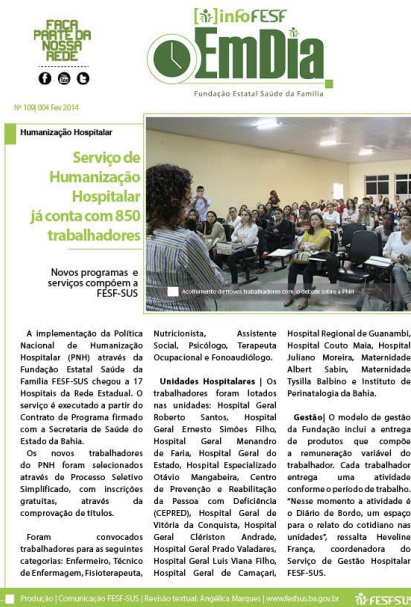 FAÇA
PARTE DA
NOSSA
REDE
infoFESF
EmDia
Fundação Estatal Saúde da Família
Nº 109| 004 Fev 2014
Humanização Hospitalar
Serviço de
Humanização
Hospitalar
já conta com 850
trabalhadores
Novos programas e
serviços compõem a
FESF-SUS
Acolhimento de novos trabalhadores com o debate sobre a PNH
A implementação da Política
Nacional de Humanização
Hospitalar (PNH) através da
Fundação Estatal Saúde da
Família FESF-SUS chegou a 17
Hospitais da Rede Estadual. O
serviço é executado a partir do
Contrato de Programa firmado
com a Secretaria de Saúde do
Estado da Bahia.
Os novos trabalhadores
do PNH foram selecionados
através de Processo Seletivo
Simplificado, com inscrições
gratuitas, através da
comprovação de títulos.
Foram convocados
trabalhadores para as seguintes
categorias: Enfermeiro, Técnico
de Enfermagem, Fisioterapeuta,
Nutricionista, Assistente
Social, Psicólogo, Terapeuta
Ocupacional e Fonoaudiólogo.
Unidades Hospitalares | Os
trabalhadores foram lotados
nas unidades: Hospital Geral
Roberto Santos, Hospital
Geral Ernesto Simões Filho,
Hospital Geral Menandro
de Faria, Hospital Geral do
Estado, Hospital Especializado
Otávio Mangabeira, Centro
de Prevenção e Reabilitação
da Pessoa com Deficiência
(CEPRED), Hospital Geral de
Vitória da Conquista, Hospital
Geral Clériston Andrade,
Hospital Geral Prado Valadares,
Hospital Geral Luis Viana Filho,
Hospital Geral de Camaçari,
Hospital Regional de Guanambi,
Hospital Couto Maia, Hospital
Juliano Moreira, Maternidade
Albert Sabin, Maternidade
Tysilla Balbino e Instituto de
Perinatologia da Bahia.
Gestão| O modelo de gestão
da Fundação inclui a entrega
de produtos que compõe
a remuneração variável do
trabalhador. Cada trabalhador
entrega uma atividade
conforme o período de trabalho.
"Nesse momento a atividade é
o Diário de Bordo, um espaço
para o relato do cotidiano nas
unidades", ressalta Heveline
França, coordenadora do
Serviço de Gestão Hospitalar
FESF-SUS.
Produção | Comunicação FESF-SUS | Revisão textual: Angélica Marques | www.fesfsus.ba.gov.br
FESFSUS